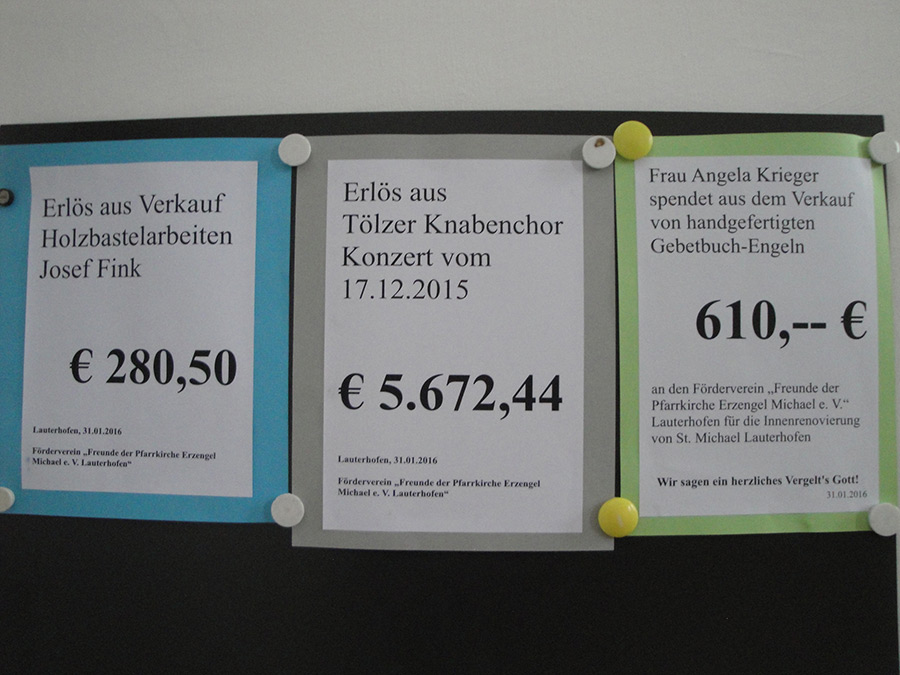 Erlös aus Verkauf
Holzbastelarbeiten
Josef Fink
€ 280,50
Lauterhofen, 31.01.2016
Förderverein „Freunde der Pfarrkirche Erzengel
Michael e. V. Lauterhofen“
Erlös aus
Tölzer Knabenchor
Konzert vom
17.12.2015
€ 5.672,44
Lauterhofen, 31.01.2016
Förderverein „Freunde der Pfarrkirche Erzengel
Michael e. V. Lauterhofen“
Frau Angela Krieger
spendet aus dem Verkauf
von handgefertigten
Gebetbuch-Engeln
610,-- €
an den Förderverein „Freunde der
Pfarrkirche Erzengel Michael e. V.“
Lauterhofen für die Innenrenovierung
von St. Michael Lauterhofen
Wir sagen ein herzliches Vergelt's Gott!
31.01.2016